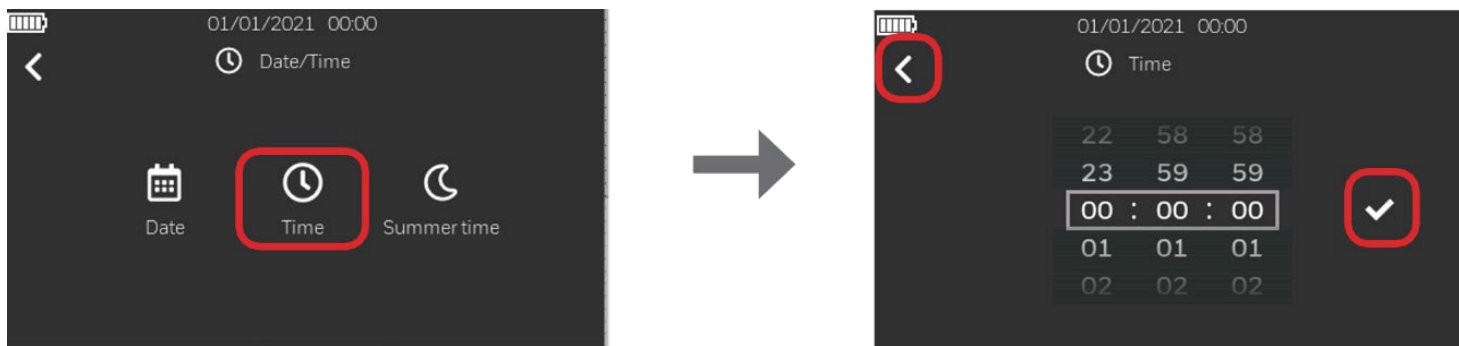 01/01/2021 00:00
Date/Time
Date Time Summer time
01/01/2021 00:00
Time
22 58 58
23 59 59
00 : 00 : 00
01 01 01
02 02 02